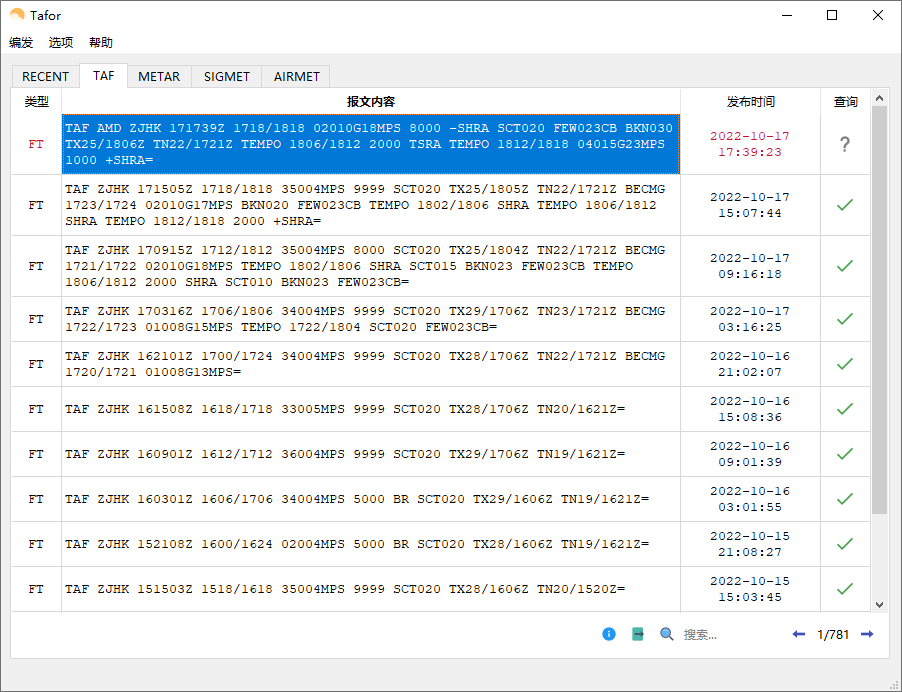 Tafor
编发 选项 帮助
RECENT TAF METAR SIGMET AIRMET
类型 报文内容 发布时间 查询
FT
TAF AMD ZJHK 171739Z 1718/1818 02010G18MPS 8000 -SHRA SCT020 FEW023CB BKN030
TX25/1806Z TN22/1721Z TEMPO 1806/1812 2000 TSRA TEMPO 1812/1818 04015G23MPS
1000 +SHRA=
2022-10-17
17:39:23
?
FT
TAF ZJHK 171505Z 1718/1818 35004MPS 9999 SCT020 TX25/1805Z TN22/1721Z BECMG
1723/1724 02010G17MPS BKN020 FEW023CB TEMPO 1802/1806 SHRA TEMPO 1806/1812
SHRA TEMPO 1812/1818 2000 +SHRA=
2022-10-17
15:07:44
FT
TAF ZJHK 170915Z 1712/1812 35004MPS 8000 SCT020 TX25/1804Z TN22/1721Z BECMG
1721/1722 02010G18MPS TEMPO 1802/1806 SHRA SCT015 BKN023 FEW023CB TEMPO
1806/1812 2000 SHRA SCT010 BKN023 FEW023CB=
2022-10-17
09:16:18
FT
TAF ZJHK 170316Z 1706/1806 34004MPS 9999 SCT020 TX29/1706Z TN23/1721Z BECMG
1722/1723 01008G15MPS TEMPO 1722/1804 SCT020 FEW023CB=
2022-10-17
03:16:25
FT
TAF ZJHK 162101Z 1700/1724 34004MPS 9999 SCT020 TX28/1706Z TN22/1721Z BECMG
1720/1721 01008G13MPS=
2022-10-16
21:02:07
FT
TAF ZJHK 161508Z 1618/1718 33005MPS 9999 SCT020 TX28/1706Z TN20/1621Z=
2022-10-16
15:08:36
FT
TAF ZJHK 160901Z 1612/1712 36004MPS 9999 SCT020 TX29/1706Z TN19/1621Z=
2022-10-16
09:01:39
FT
TAF ZJHK 160301Z 1606/1706 34004MPS 5000 BR SCT020 TX29/1606Z TN19/1621Z=
2022-10-16
03:01:55
FT
TAF ZJHK 152108Z 1600/1624 02004MPS 5000 BR SCT020 TX28/1606Z TN19/1621Z=
2022-10-15
21:08:27
FT
TAF ZJHK 151503Z 1518/1618 35004MPS 9999 SCT020 TX28/1606Z TN20/1520Z=
2022-10-15
15:03:45
搜索... 1/781